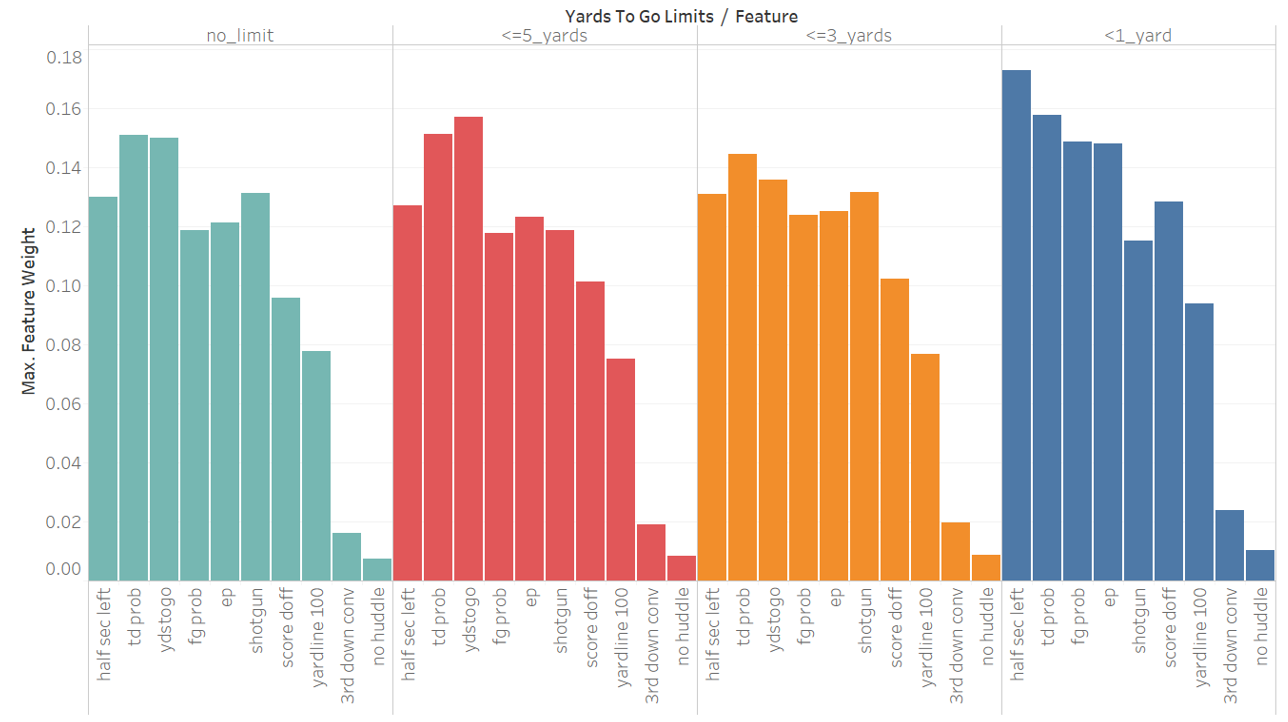 Yards To Go Limits / Feature
no_limit
<=5_yards
<=3_yards
<1_yard
Max. Feature Weight
0.18
0.16
0.14
0.12
0.10
0.08
0.06
0.04
0.02
0.00
half sec left
td prob
ydstogo
fg prob
ep
shotgun
score doff
yardline 100
3rd down conv
no huddle
half sec left
td prob
ydstogo
fg prob
ep
shotgun
score doff
yardline 100
3rd down conv
no huddle
half sec left
td prob
ydstogo
fg prob
ep
shotgun
score doff
yardline 100
3rd down conv
no huddle
half sec left
td prob
fg prob
ep
shotgun
score doff
yardline 100
3rd down conv
no huddle